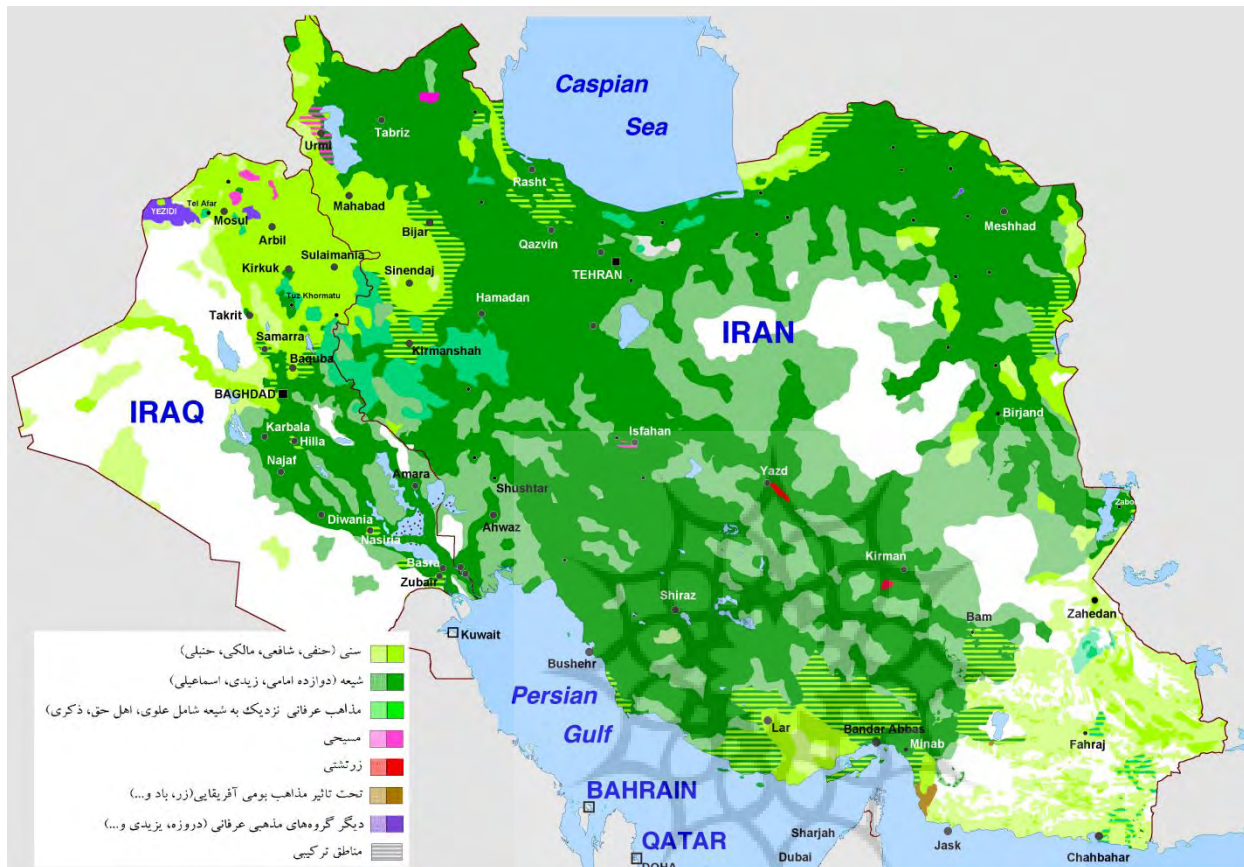 Caspian
Sea
Tabriz
Urmi
Rasht
Tel Afar
YEZIDI
Mosul
Mahabad
Meshhad
Arbil
Bijar
Qazvin
Sulaimania
Kirkuk
Sinendaj
TEHRAN
Tuz Khormatu
Hamadan
Takrit
IRAN
Samarra
Kirmanshah
Baquba
BAGHDAD
IRAQ
Birjand
Karbala
Hilla
Isfahan
Najaf
Yazd
Amara
Shushtar
Zabol
Diwania
Ahwaz
Nasiria
Basra
Kirman
Zubair
Shiraz
Zahedan
Bam
Kuwait
Bushehr
Persian
Gulf
Lar
Bandar Abbas
Minab
Fahraj
BAHRAIN
QATAR
Sharjah
Jask
Chahbahar
Dubai
DOHA
سنی (حنفی، شافعی، مالکی، حنبلی)
شیعه (دوازده امامی، زیدی، اسماعیلی)
مذاهب عرفانی نزدیک به شیعه شامل علوی، اهل حق، ذکری)
مسیحی
زرتشتی
تحت تاثیر مذاهب بومی آفریقایی(زر، باد و...)
دیگر گروه‌های مذهبی عرفانی (دروزه، یزیدی و...)
مناطق ترکیبی